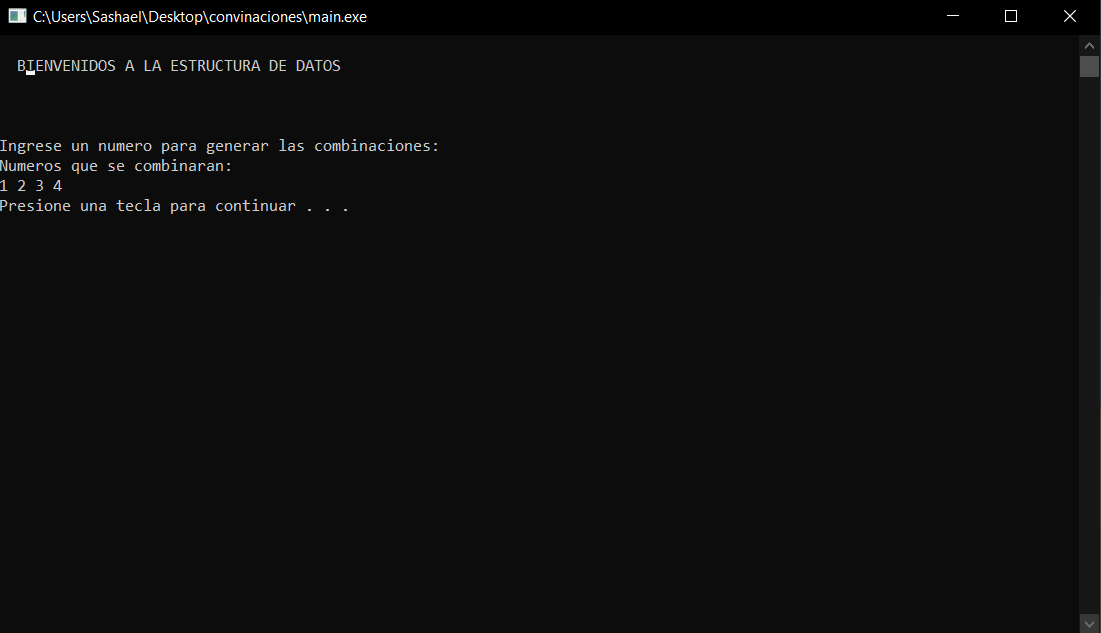 C:\Users\Sashael\Desktop\convinaciones\main.exe
BIENVENIDOS A LA ESTRUCTURA DE DATOS
Ingrese un numero para generar las combinaciones:
Numeros que se combinaran:
1 2 3 4
Presione una tecla para continuar . . .